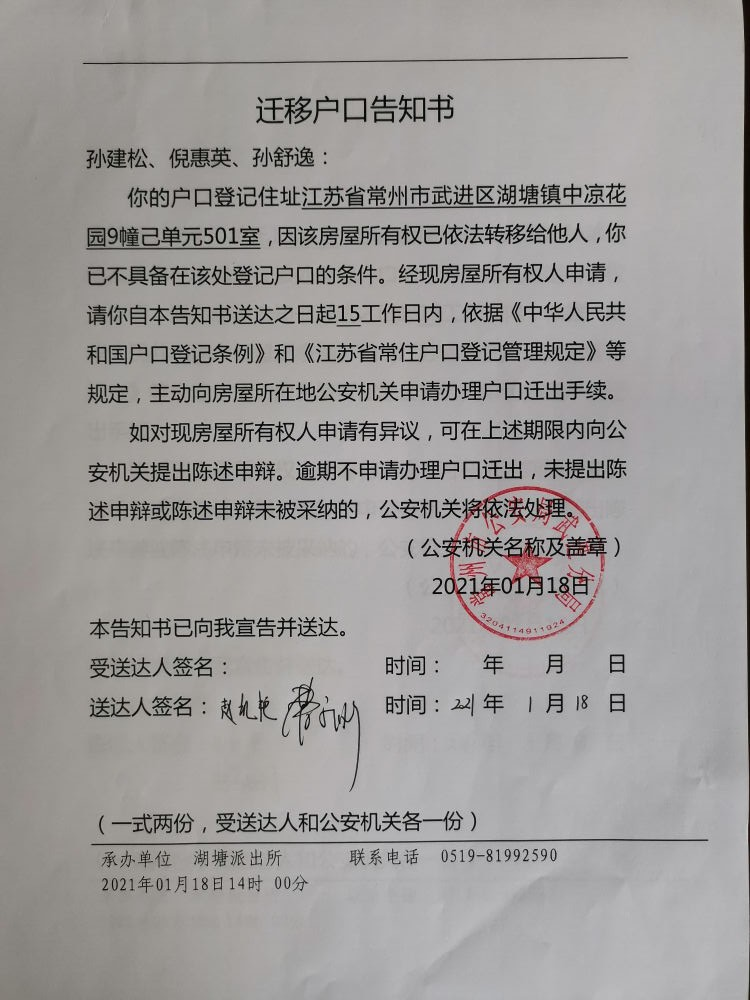 迁移户口告知书
孙建松、倪惠英、孙舒逸：
你的户口登记住址江苏省常州市武进区湖塘镇中凉花
园9幢己单元501室，因该房屋所有权已依法转移给他人，你
已不具备在该处登记户口的条件。经现房屋所有权人申请，
请你自本告知书送达之日起15工作日内，依据《中华人民共
和国户口登记条例》和《江苏省常住户口登记管理规定》等
规定，主动向房屋所在地公安机关申请办理户口迁出手续。
如对现房屋所有权人申请有异议，可在上述期限内向公
安机关提出陈述申辩。逾期不申请办理户口迁出，未提出陈
述申辩或陈述申辩未被采纳的，公安机关将依法处理。
（公安机关名称及盖章）
2021年01月18日
常州市公安局武进分局
3204114911924
本告知书已向我宣告并送达。
受送达人签名： 时间： 年 月 日
送达人签名： 时间：2021年 1月 18 日
（一式两份，受送达人和公安机关各一份）
承办单位 湖塘派出所 联系电话 0519-81992590
2021年01月18日14时 00分